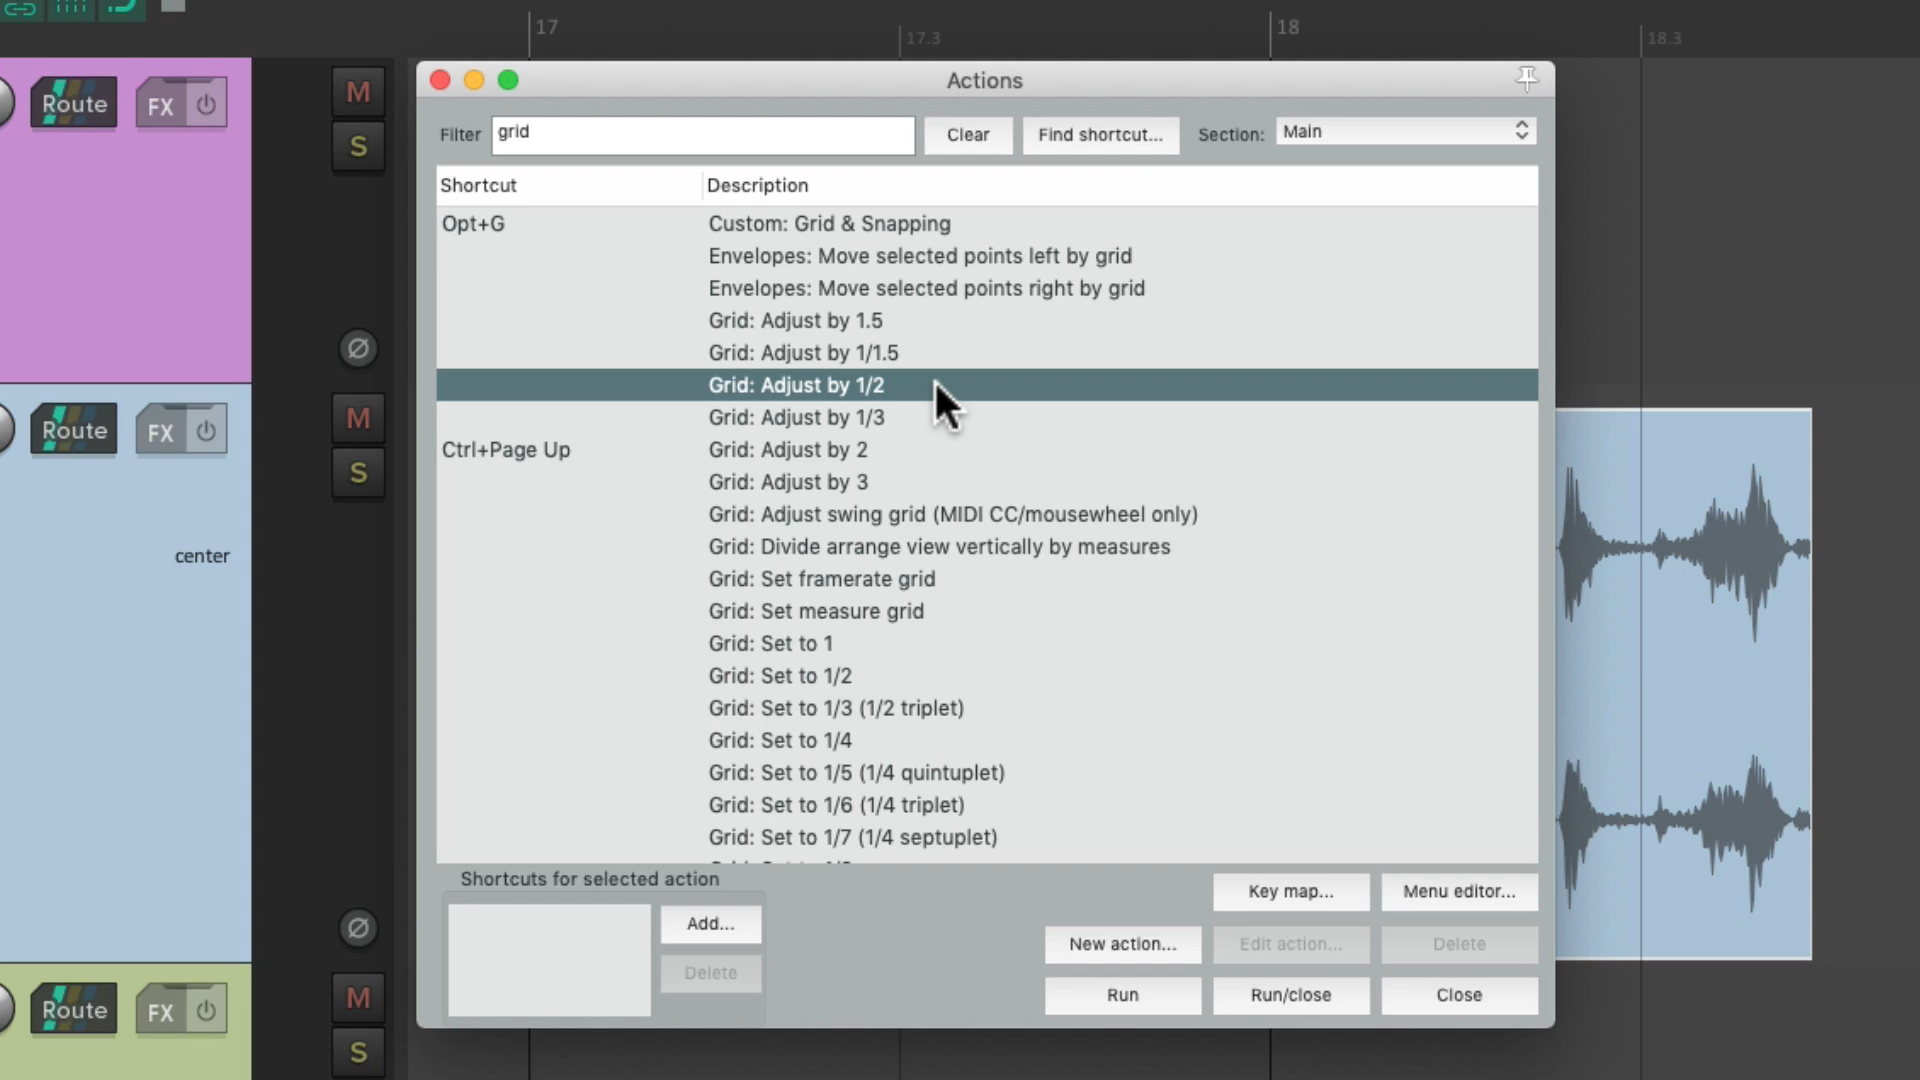 17
17.3
18
18.3
Route
FX
M
S
Actions
Filter
grid
Clear
Find shortcut...
Section:
Main
Shortcut
Description
Opt+G
Custom: Grid & Snapping
Envelopes: Move selected points left by grid
Envelopes: Move selected points right by grid
Grid: Adjust by 1.5
Grid: Adjust by 1/1.5
Grid: Adjust by 1/2
Grid: Adjust by 1/3
Ctrl+Page Up
Grid: Adjust by 2
Grid: Adjust by 3
Grid: Adjust swing grid (MIDI CC/mousewheel only)
Grid: Divide arrange view vertically by measures
Grid: Set framerate grid
Grid: Set measure grid
Grid: Set to 1
Grid: Set to 1/2
Grid: Set to 1/3 (1/2 triplet)
Grid: Set to 1/4
Grid: Set to 1/5 (1/4 quintuplet)
Grid: Set to 1/6 (1/4 triplet)
Grid: Set to 1/7 (1/4 septuplet)
Route
FX
M
S
center
Route
FX
M
S
Shortcuts for selected action
Add...
Delete
Key map...
Menu editor...
New action...
Edit action...
Delete
Run
Run/close
Close